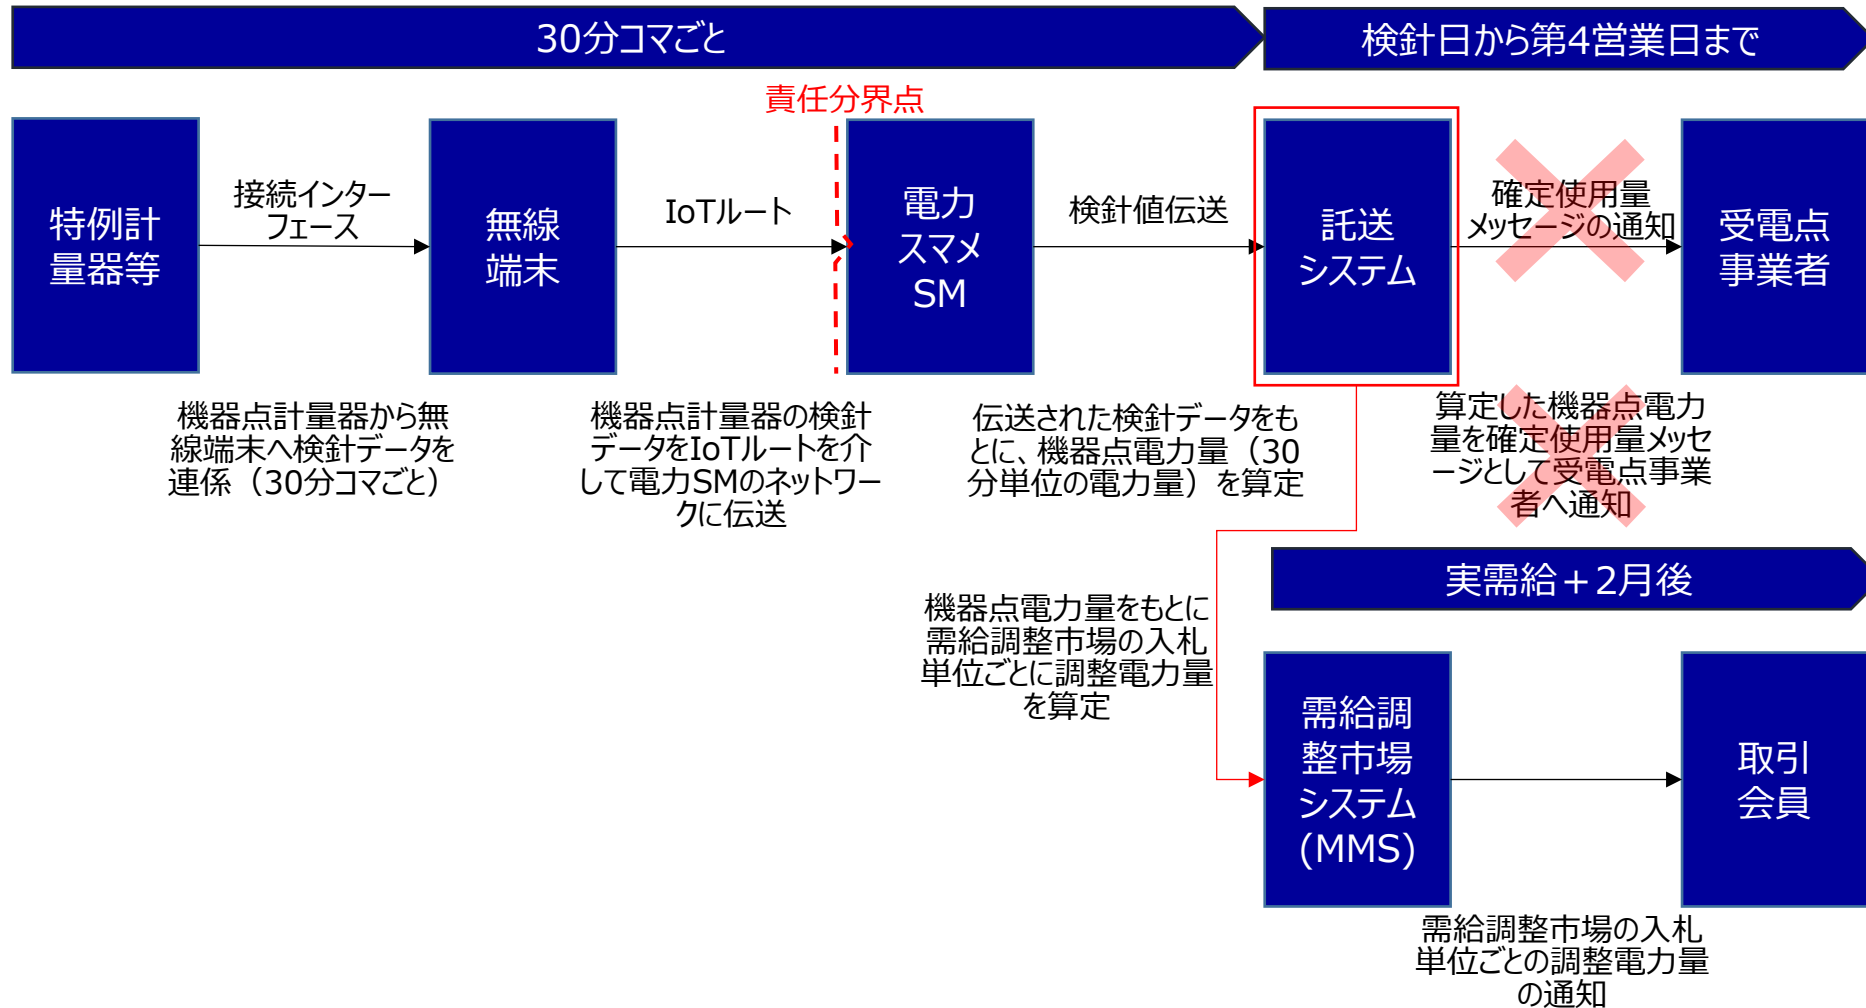 30分コマごと
検針日から第4営業日まで
責任分界点
特例計
量器等
接続インター
フェース
無線
端末
IoTルート
電力
スマメ
SM
検針値伝送
託送
システム
確定使用量
メッセージの通知
受電点
事業者
機器点計量器から無
線端末へ検針データを
連係（30分コマごと）
機器点計量器の検針
データをIoTルートを介
して電力SMのネットワー
クに伝送
伝送された検針データをも
とに、機器点電力量（30
分単位の電力量）を算定
算定した機器点電力
量を確定使用量メッセ
ージとして受電点事業
者へ通知
実需給＋2月後
機器点電力量をもとに
需給調整市場の入札
単位ごとに調整電力量
を算定
需給調
整市場
システム
(MMS)
取引
会員
需給調整市場の入札
単位ごとの調整電力量
の通知